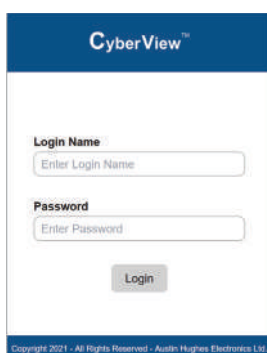 CyberView™
Login Name
Enter Login Name
Password
Enter Password
Login
Copyright 2021 - All Rights Reserved - Austin Hughes Electronics Ltd.